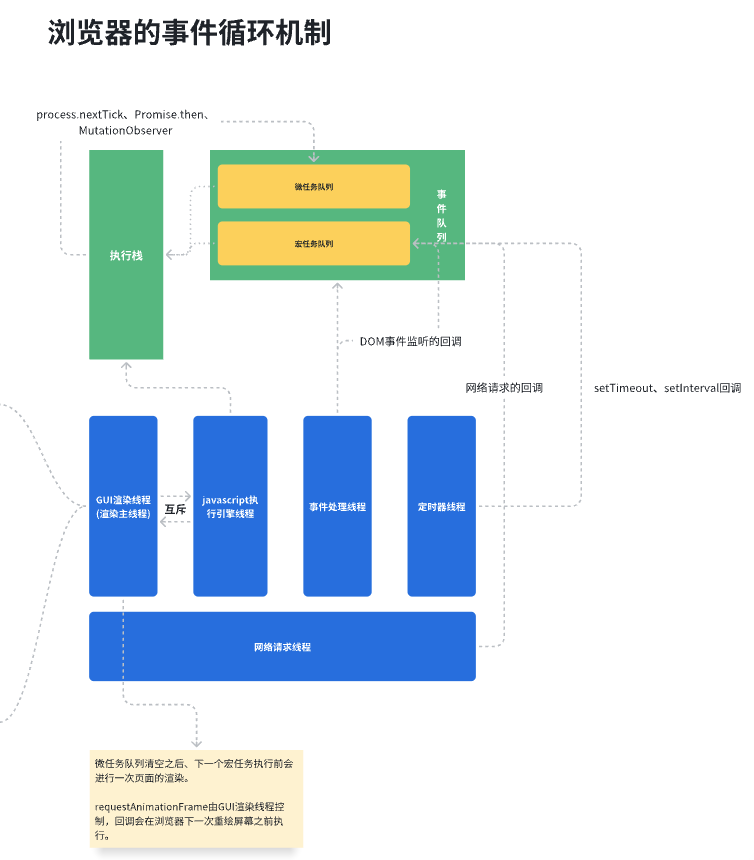 浏览器的事件循环机制
process.nextTick、Promise.then、
MutationObserver
微任务队列
事
件
队
列
宏任务队列
执行栈
DOM事件监听的回调
网络请求的回调
setTimeout、setInterval回调
GUI渲染线程
(渲染主线程)
互斥
javascript执
行引擎线程
事件处理线程
定时器线程
网络请求线程
微任务队列清空之后、下一个宏任务执行前会
进行一次页面的渲染。
requestAnimationFrame由GUI渲染线程控
制，回调会在浏览器下一次重绘屏幕之前执
行。